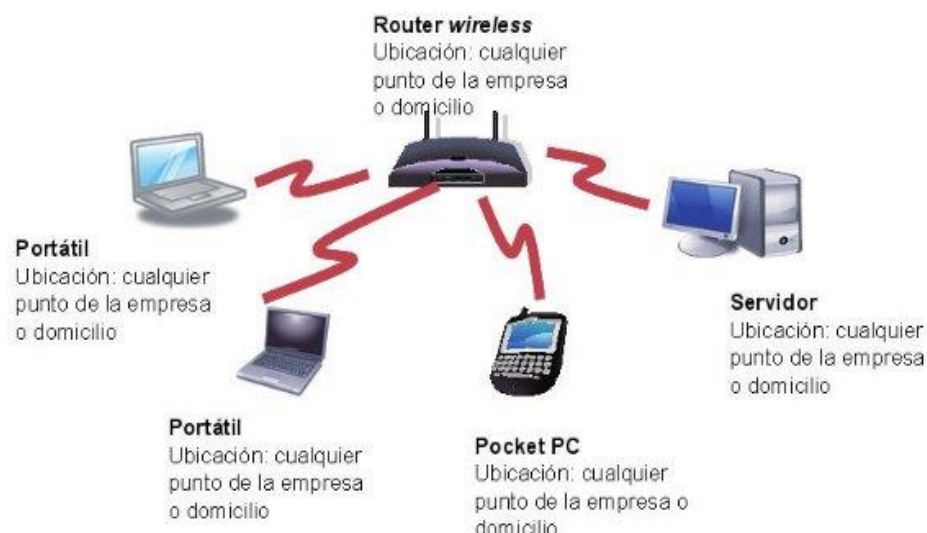 Router wireless
Ubicación: cualquier
punto de la empresa
o domicilio
Portátil
Ubicación: cualquier
punto de la empresa
o domicilio
Servidor
Ubicación: cualquier
punto de la empresa
o domicilio
Portátil
Ubicación: cualquier
punto de la empresa
o domicilio
Pocket PC
Ubicación: cualquier
punto de la empresa o
domicilio